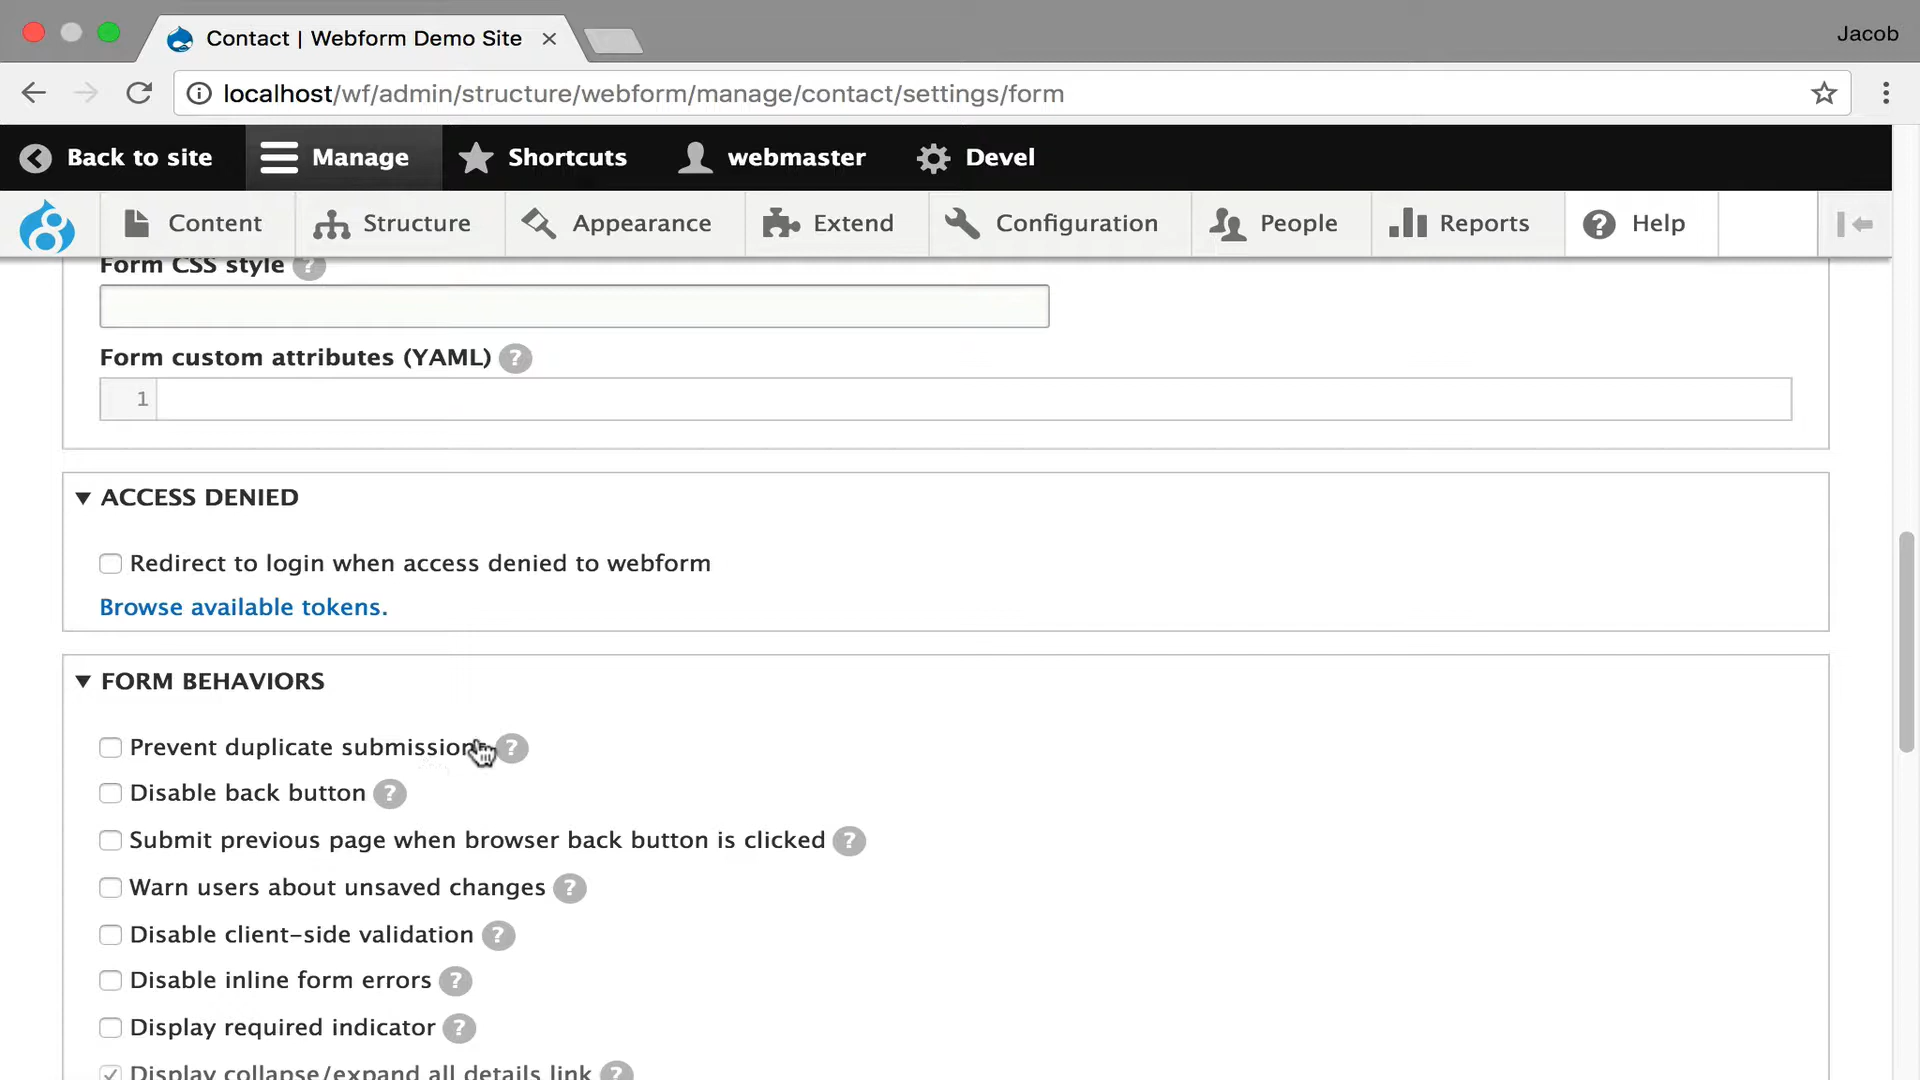 Contact | Webform Demo Site
Jacob
localhost/wf/admin/structure/webform/manage/contact/settings/form
Back to site Manage Shortcuts webmaster Devel
Content Structure Appearance Extend Configuration People Reports Help
Form CSS style ?
Form custom attributes (YAML) ?
1
ACCESS DENIED
Redirect to login when access denied to webform
Browse available tokens.
FORM BEHAVIORS
Prevent duplicate submissions ?
Disable back button ?
Submit previous page when browser back button is clicked ?
Warn users about unsaved changes ?
Disable client-side validation ?
Disable inline form errors ?
Display required indicator ?
Display collapse/expand all details link ?